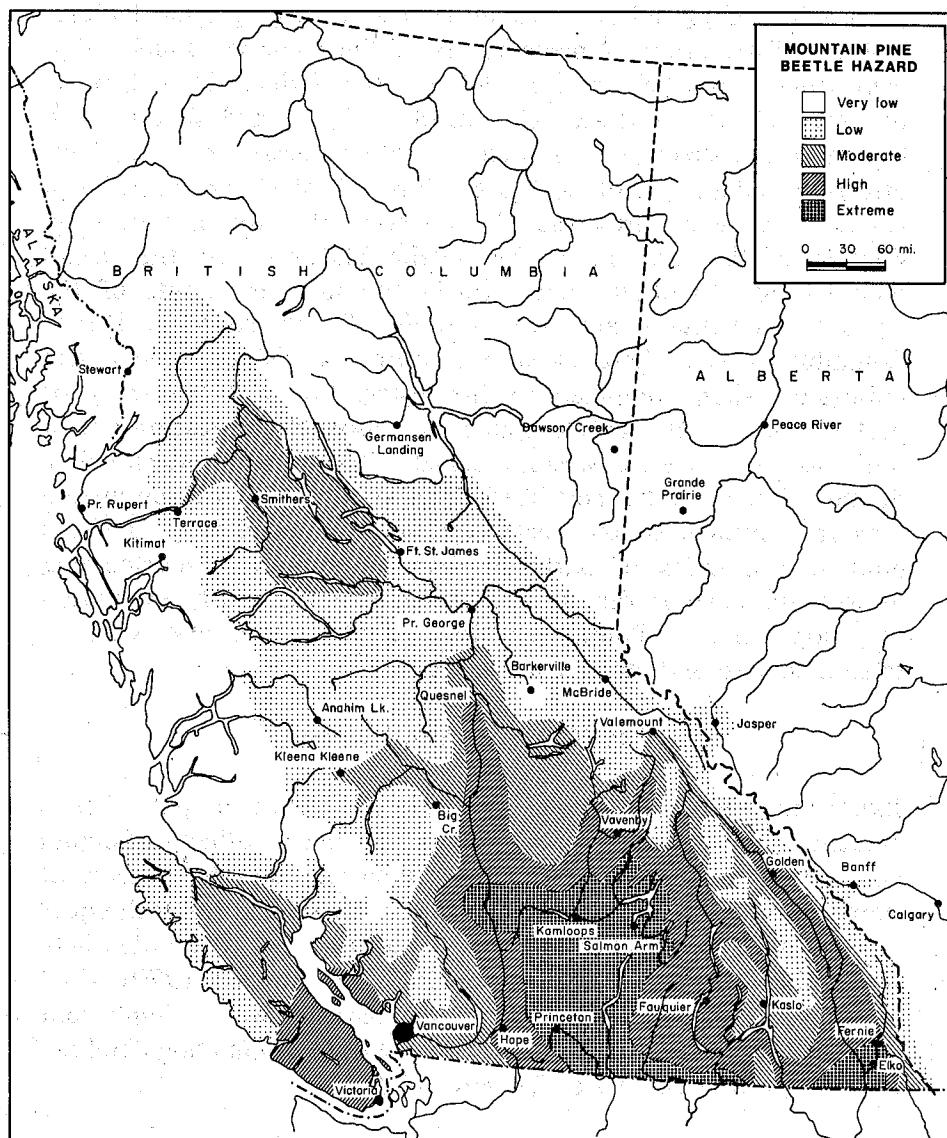 MOUNTAIN PINE
BEETLE HAZARD
Very low
Low
Moderate
High
Extreme
0 30 60 mi.
ALASKA
BRITISH COLUMBIA
ALBERTA
Stewart
Germansen
Landing
Dawson Creek
Peace River
Grande
Prairie
Pr. Rupert
Terrace
Smithers
Kitimat
Ft. St. James
Pr. George
Barkerville
McBride
Quesnel
Anahim Lk.
Valemount
Jasper
Kleena Kleene
Big
Cr.
Vavenby
Golden
Banff
Calgary
Kamloops
Salmon Arm
Fauquier
Kaslo
Vancouver
Hope
Princeton
Fernie
Elko
Victoria